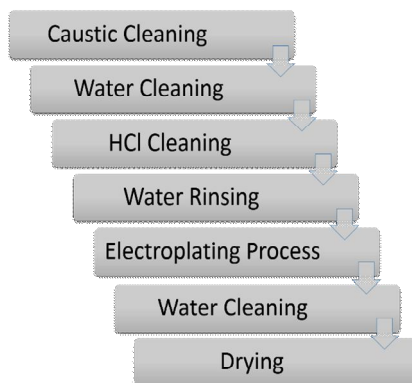 Caustic Cleaning
Water Cleaning
HCl Cleaning
Water Rinsing
Electroplating Process
Water Cleaning
Drying